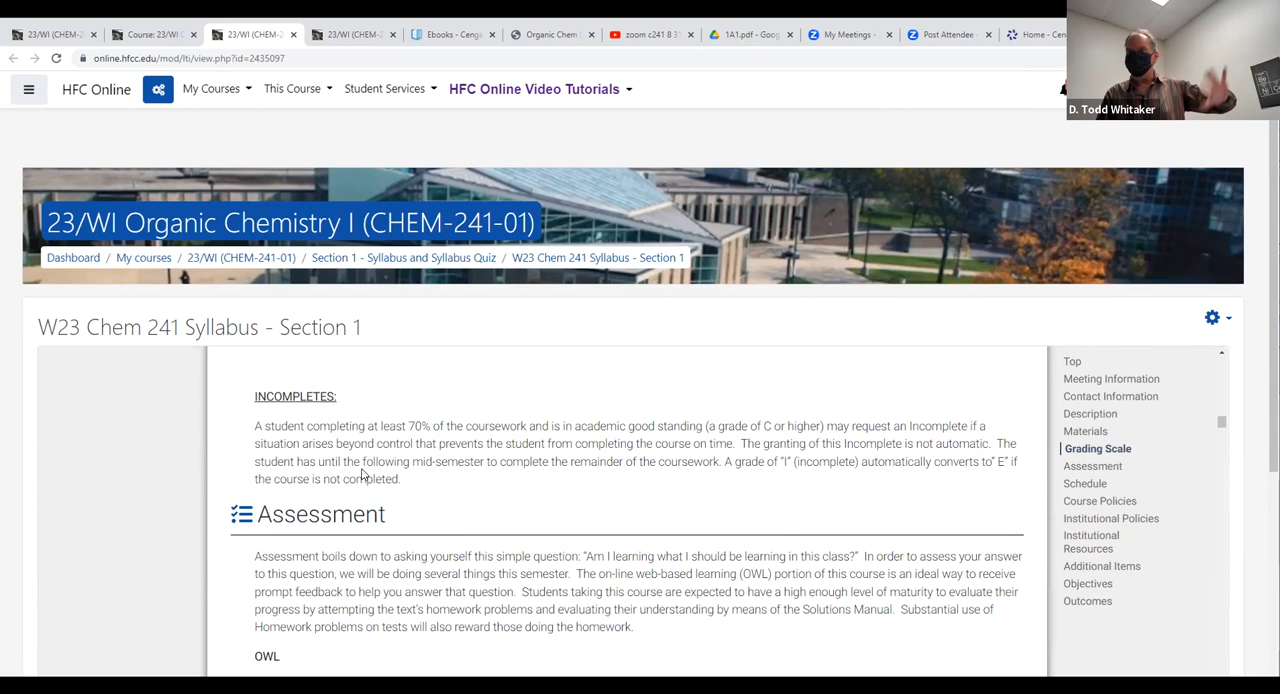 23/WI (CHEM-2
Course: 23/WI C
23/WI (CHEM-2
23/WI (CHEM-2
Ebooks - Cenga
Organic Chem I
zoom c241 8 31
1A1.pdf - Goog
My Meetings -
Post Attendee -
Home - Cen
online.hfcc.edu/mod/lti/view.php?id=2435097
HFC Online My Courses This Course Student Services HFC Online Video Tutorials
D. Todd Whitaker
23/WI Organic Chemistry I (CHEM-241-01)
Dashboard / My courses / 23/WI (CHEM-241-01) / Section 1 - Syllabus and Syllabus Quiz / W23 Chem 241 Syllabus - Section 1
W23 Chem 241 Syllabus - Section 1
INCOMPLETES:
A student completing at least 70% of the coursework and is in academic good standing (a grade of C or higher) may request an Incomplete if a
situation arises beyond control that prevents the student from completing the course on time. The granting of this Incomplete is not automatic. The
student has until the following mid-semester to complete the remainder of the coursework. A grade of "I" (incomplete) automatically converts to" E" if
the course is not completed.
Assessment
Assessment boils down to asking yourself this simple question: "Am I learning what I should be learning in this class?" In order to assess your answer
to this question, we will be doing several things this semester. The on-line web-based learning (OWL) portion of this course is an ideal way to receive
prompt feedback to help you answer that question. Students taking this course are expected to have a high enough level of maturity to evaluate their
progress by attempting the text's homework problems and evaluating their understanding by means of the Solutions Manual. Substantial use of
Homework problems on tests will also reward those doing the homework.
OWL
Top
Meeting Information
Contact Information
Description
Materials
Grading Scale
Assessment
Schedule
Course Policies
Institutional Policies
Institutional
Resources
Additional Items
Objectives
Outcomes